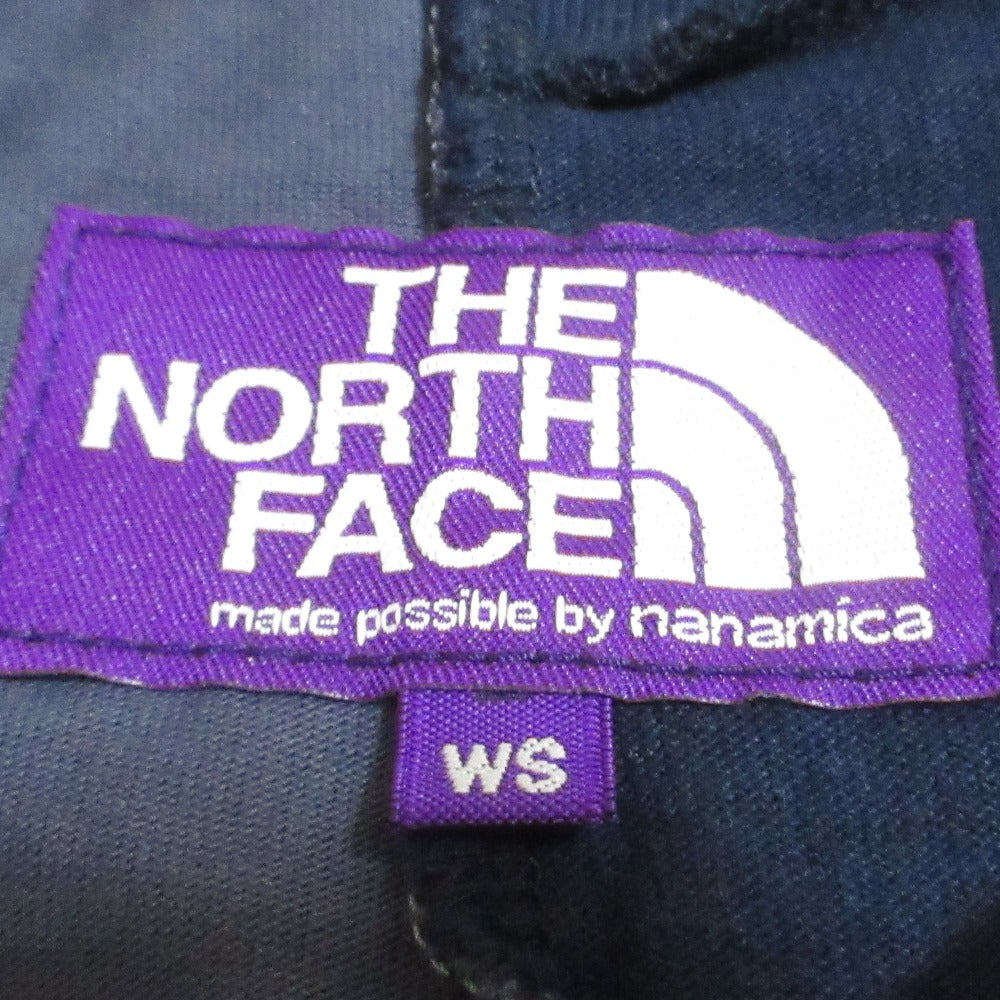 THE
NORTH
FACE
made possible by nanamica
WS